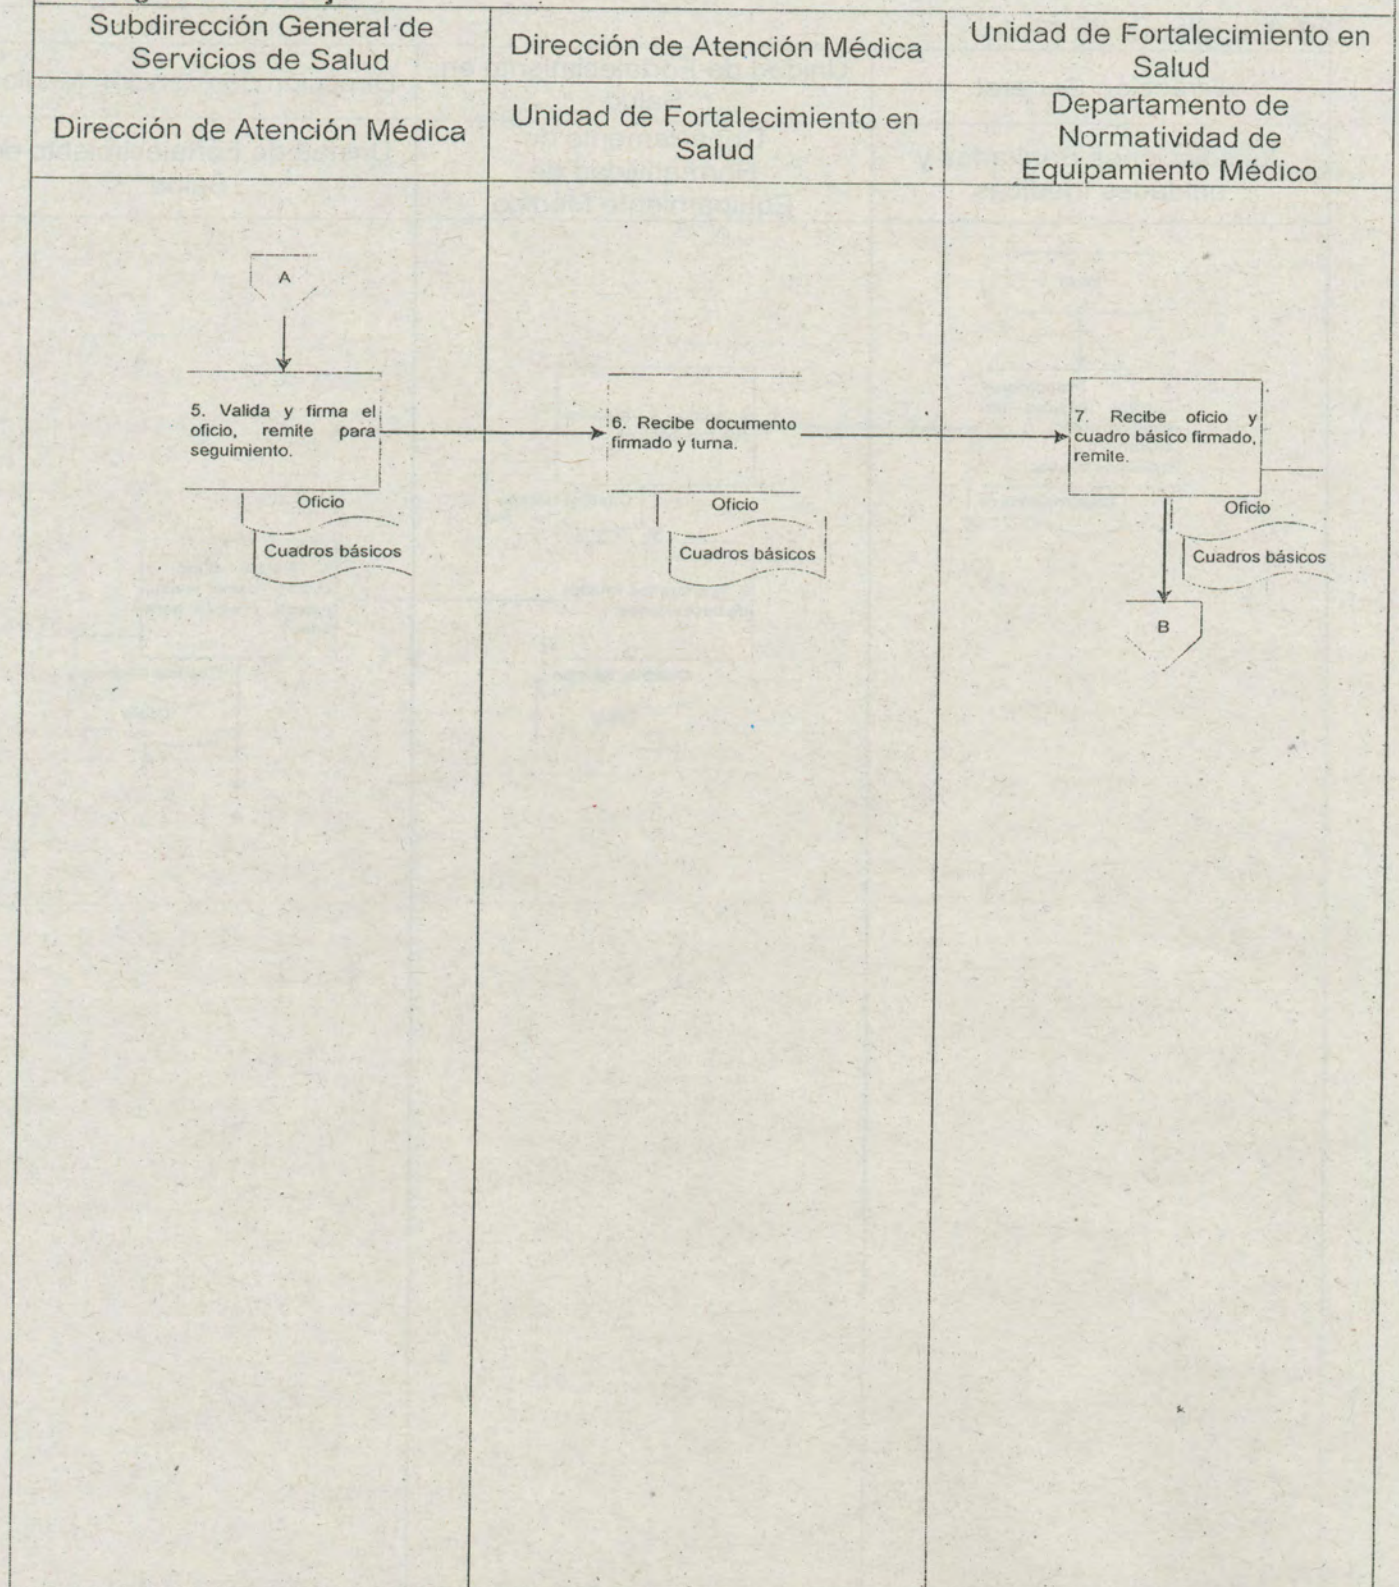 Subdirección General de
Servicios de Salud
Dirección de Atención Médica
Unidad de Fortalecimiento en
Salud
Dirección de Atención Médica
Unidad de Fortalecimiento en
Salud
Departamento de
Normatividad de
Equipamiento Médico
A
5. Valida y firma el
oficio, remite para
seguimiento.
Oficio
Cuadros básicos
6. Recibe documento
firmado y turna.
Oficio
Cuadros básicos
7. Recibe oficio y
cuadro básico firmado,
remite.
Oficio
Cuadros básicos
B